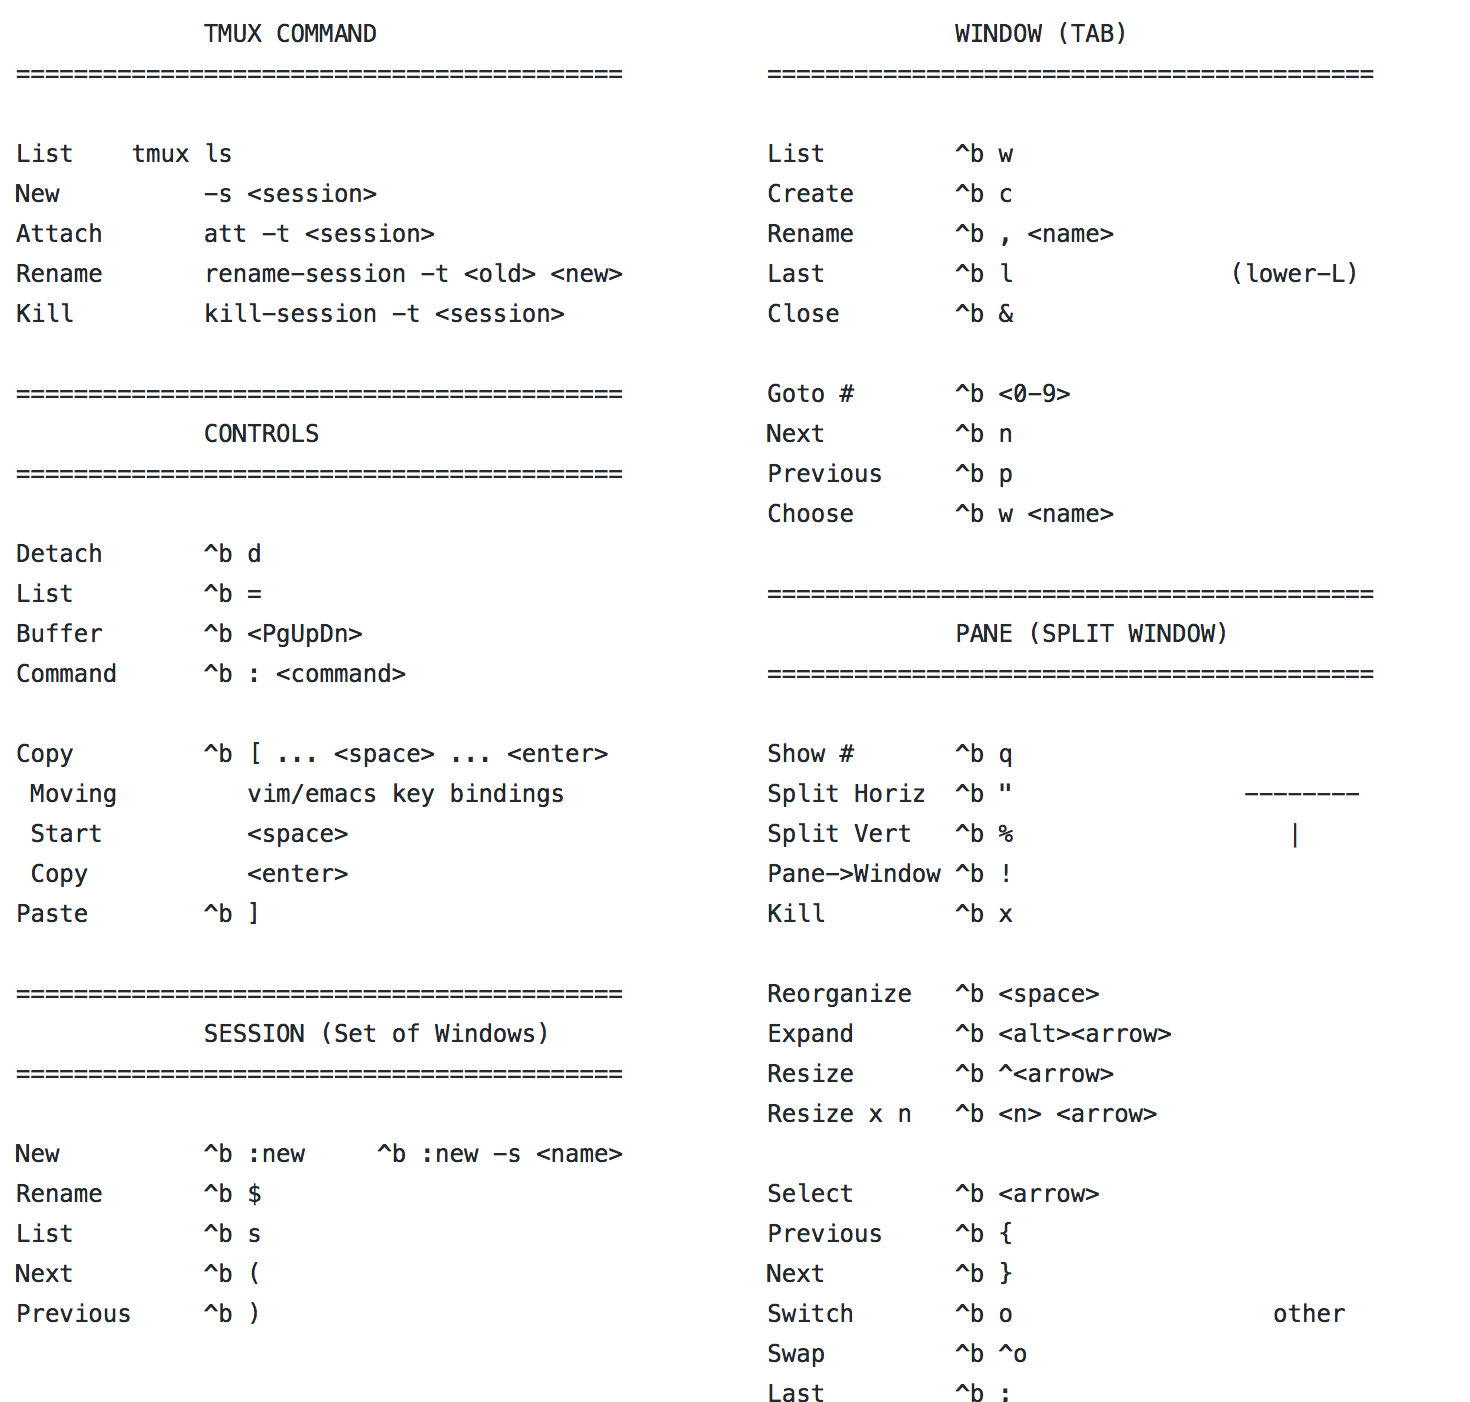 TMUX COMMAND
=========================================
List    tmux ls
New          -s <session>
Attach       att -t <session>
Rename       rename-session -t <old> <new>
Kill         kill-session -t <session>
==========================================
CONTROLS
==========================================
Detach       ^b d
List         ^b =
Buffer       ^b <PgUpDn>
Command      ^b : <command>
Copy         ^b [ ... <space> ... <enter>
Moving         vim/emacs key bindings
Start          <space>
Copy           <enter>
Paste        ^b ]
==========================================
SESSION (Set of Windows)
==========================================
New          ^b :new     ^b :new -s <name>
Rename       ^b $
List         ^b s
Next         ^b (
Previous     ^b )
WINDOW (TAB)
==========================================
List         ^b w
Create       ^b c
Rename       ^b , <name>
Last         ^b l               (lower-L)
Close        ^b &
Goto #       ^b <0-9>
Next         ^b n
Previous     ^b p
Choose       ^b w <name>
==========================================
PANE (SPLIT WINDOW)
==========================================
Show #       ^b q
Split Horiz  ^b "                --------
Split Vert   ^b %                   |
Pane->Window ^b !
Kill         ^b x
Reorganize   ^b <space>
Expand       ^b <alt><arrow>
Resize       ^b ^<arrow>
Resize x n   ^b <n> <arrow>
Select       ^b <arrow>
Previous     ^b {
Next         ^b }
Switch       ^b o                  other
Swap         ^b ^o
Last         ^b ;